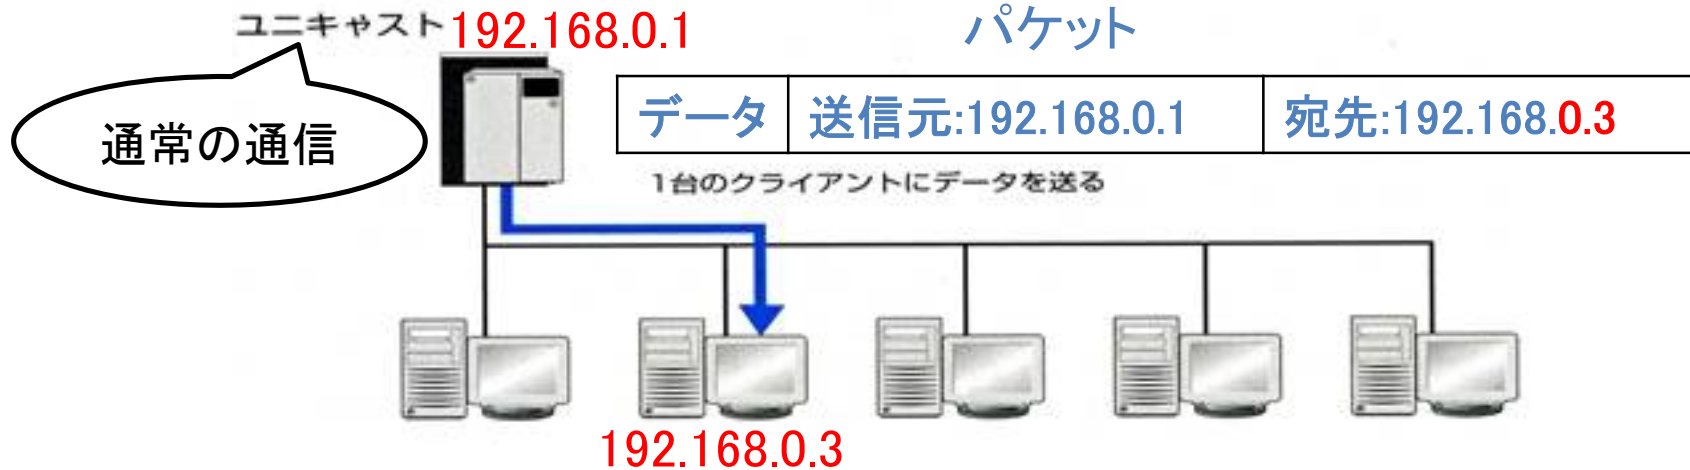 ユニキャスト 192.168.0.1
パケット
通常の通信
データ 送信元:192.168.0.1 宛先:192.168.0.3
1台のクライアントにデータを送る
192.168.0.3